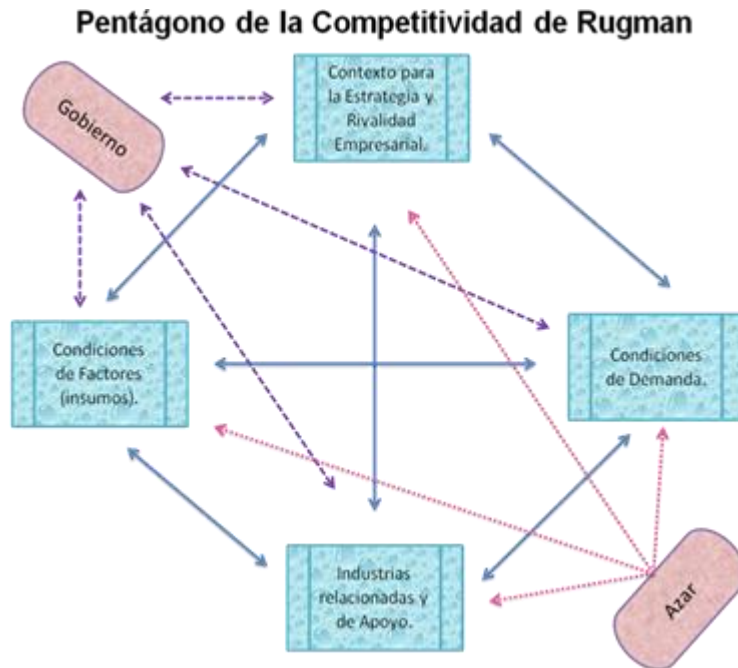 Pentágono de la Competitividad de Rugman
Gobierno
Contexto para
la Estrategia y
Rivalidad
Empresarial.
Condiciones
de Factores
(insumos).
Condiciones
de Demanda.
Industrias
relacionadas y
de Apoyo.
Azar